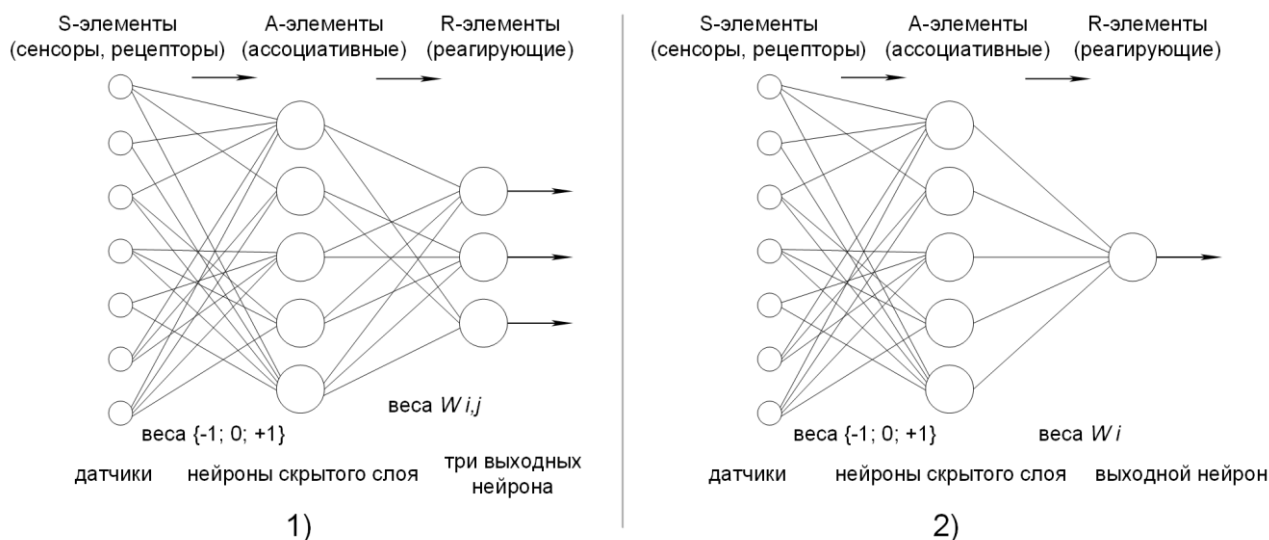 S-элементы
(сенсоры, рецепторы)
A-элементы
(ассоциативные)
R-элементы
(реагирующие)
веса W i,j
веса {-1; 0; +1}
датчики
нейроны скрытого слоя
три выходных
нейрона
1)
S-элементы
(сенсоры, рецепторы)
A-элементы
(ассоциативные)
R-элементы
(реагирующие)
веса {-1; 0; +1}
веса W i
датчики
нейроны скрытого слоя
выходной нейрон
2)